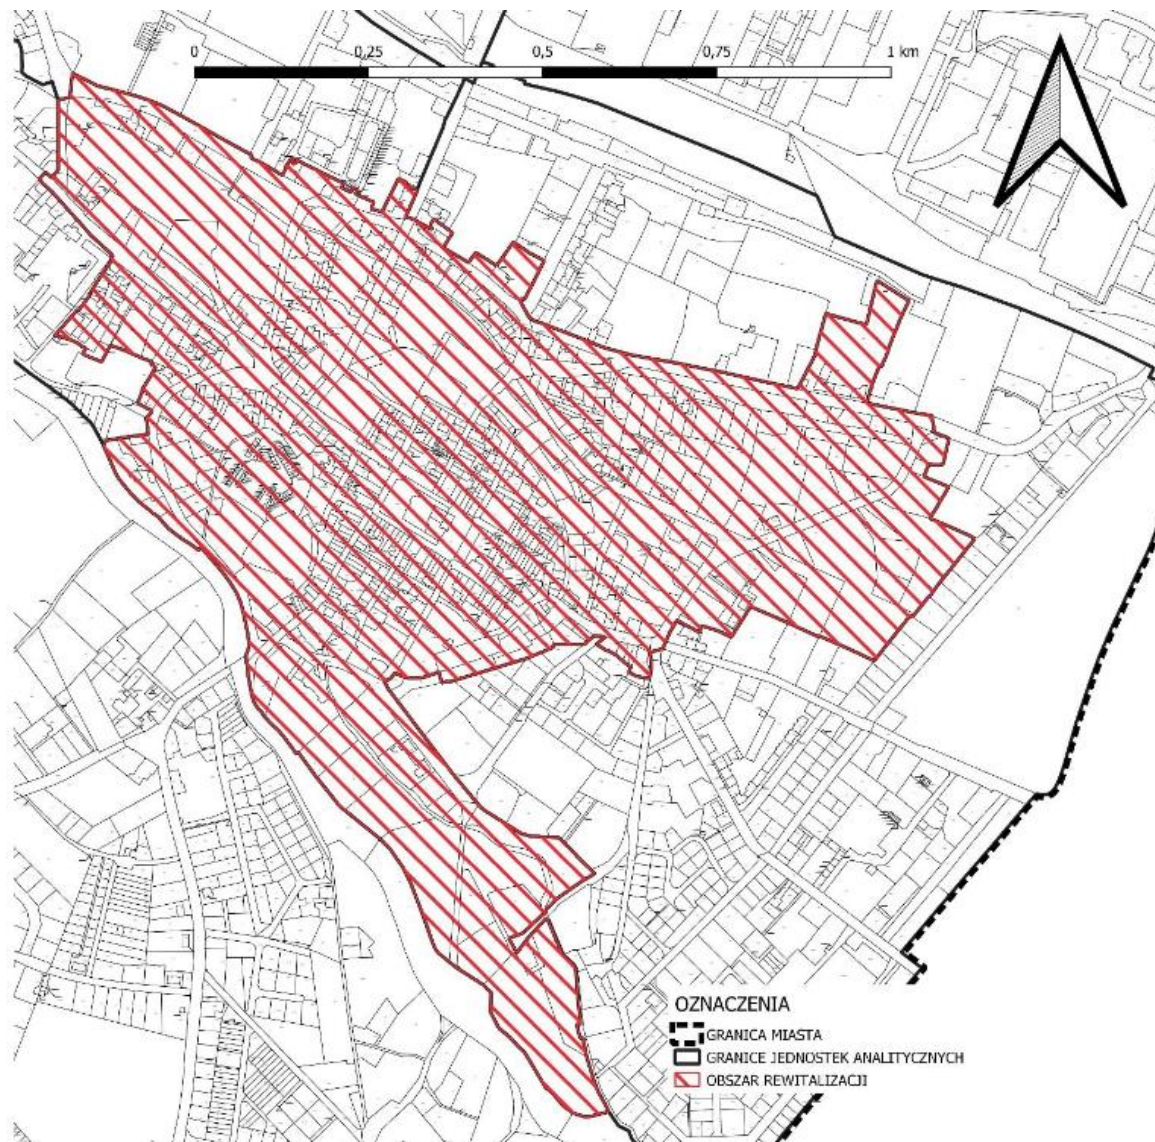 0 0,25 0,5 0,75 1 km
OZNACZENIA
GRANICA MIASTA
GRANICE JEDNOSTEK ANALITYCZNYCH
OBSZAR REWITALIZACJI